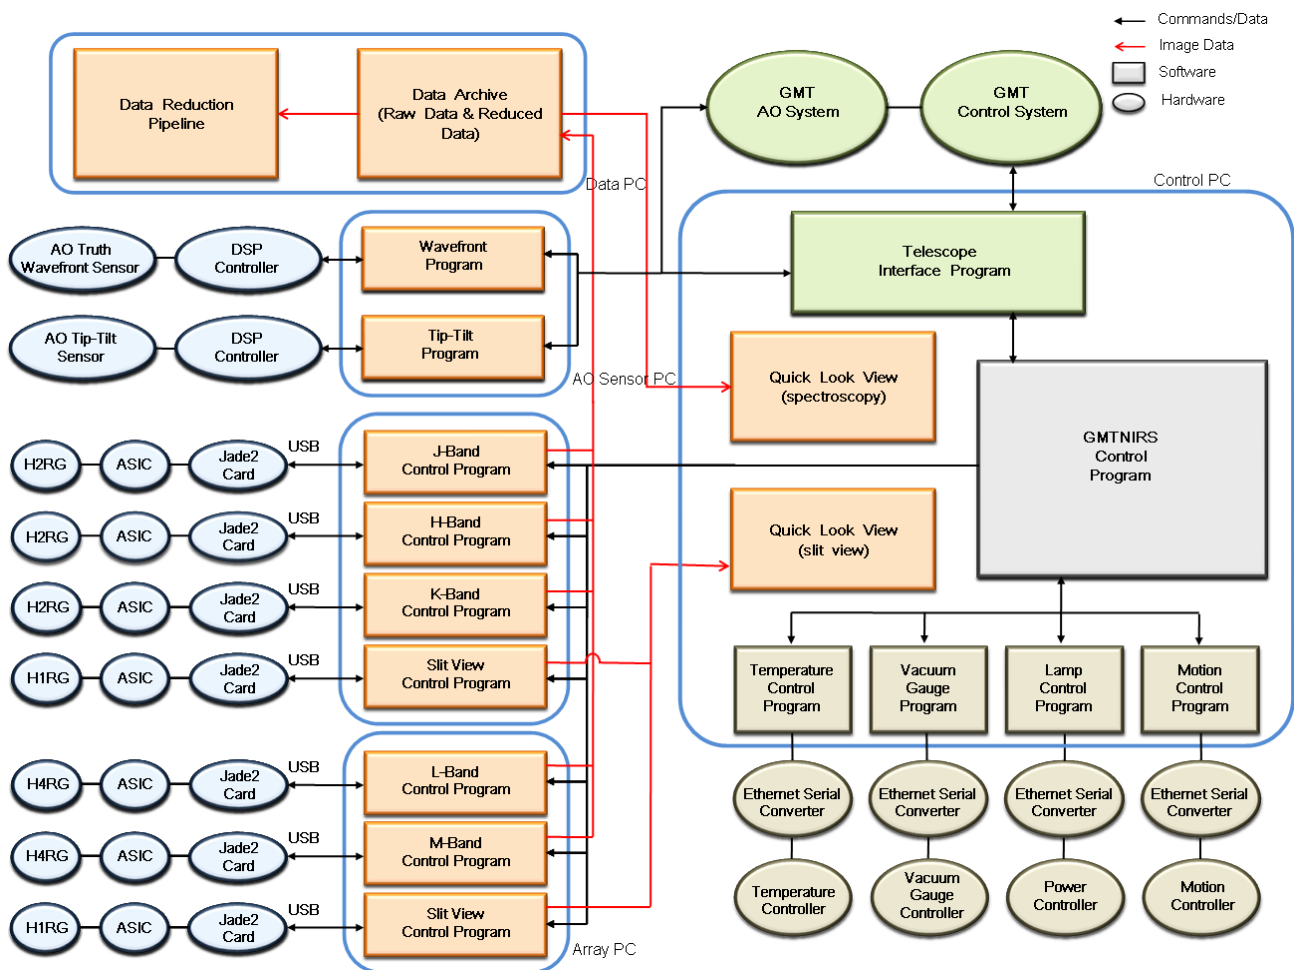 Commands/Data
Image Data
Software
Hardware
Data Reduction
Pipeline
Data Archive
(Raw Data & Reduced
Data)
Data PC
GMT
AO System
GMT
Control System
Control PC
AO Truth
Wavefront Sensor
DSP
Controller
Wavefront
Program
Telescope
Interface Program
AO Tip-Tilt
Sensor
DSP
Controller
Tip-Tilt
Program
AO Sensor PC
Quick Look View
(spectroscopy)
GMTNIRS
Control
Program
H2RG
ASIC
Jade2
Card
USB
J-Band
Control Program
H2RG
ASIC
Jade2
Card
USB
H-Band
Control Program
Quick Look View
(slit view)
H2RG
ASIC
Jade2
Card
USB
K-Band
Control Program
H1RG
ASIC
Jade2
Card
USB
Slit View
Control Program
Temperature
Control
Program
Vacuum
Gauge
Program
Lamp
Control
Program
Motion
Control
Program
H4RG
ASIC
Jade2
Card
USB
L-Band
Control Program
Ethernet Serial
Converter
Ethernet Serial
Converter
Ethernet Serial
Converter
Ethernet Serial
Converter
H4RG
ASIC
Jade2
Card
USB
M-Band
Control Program
H1RG
ASIC
Jade2
Card
USB
Slit View
Control Program
Array PC
Temperature
Controller
Vacuum
Gauge
Controller
Power
Controller
Motion
Controller